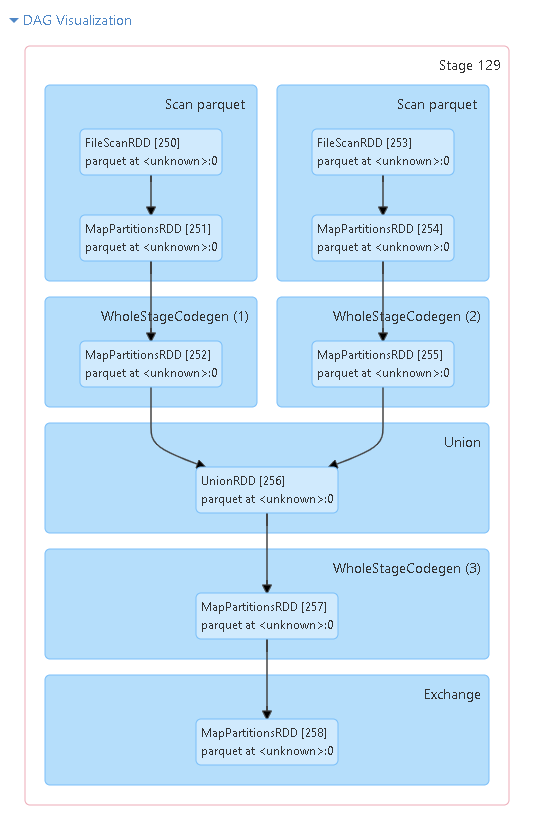 DAG Visualization
Stage 129
Scan parquet
FileScanRDD [250]
parquet at <unknown>:0
MapPartitionsRDD [251]
parquet at <unknown>:0
Scan parquet
FileScanRDD [253]
parquet at <unknown>:0
MapPartitionsRDD [254]
parquet at <unknown>:0
WholeStageCodegen (1)
MapPartitionsRDD [252]
parquet at <unknown>:0
WholeStageCodegen (2)
MapPartitionsRDD [255]
parquet at <unknown>:0
Union
UnionRDD [256]
parquet at <unknown>:0
WholeStageCodegen (3)
MapPartitionsRDD [257]
parquet at <unknown>:0
Exchange
MapPartitionsRDD [258]
parquet at <unknown>:0